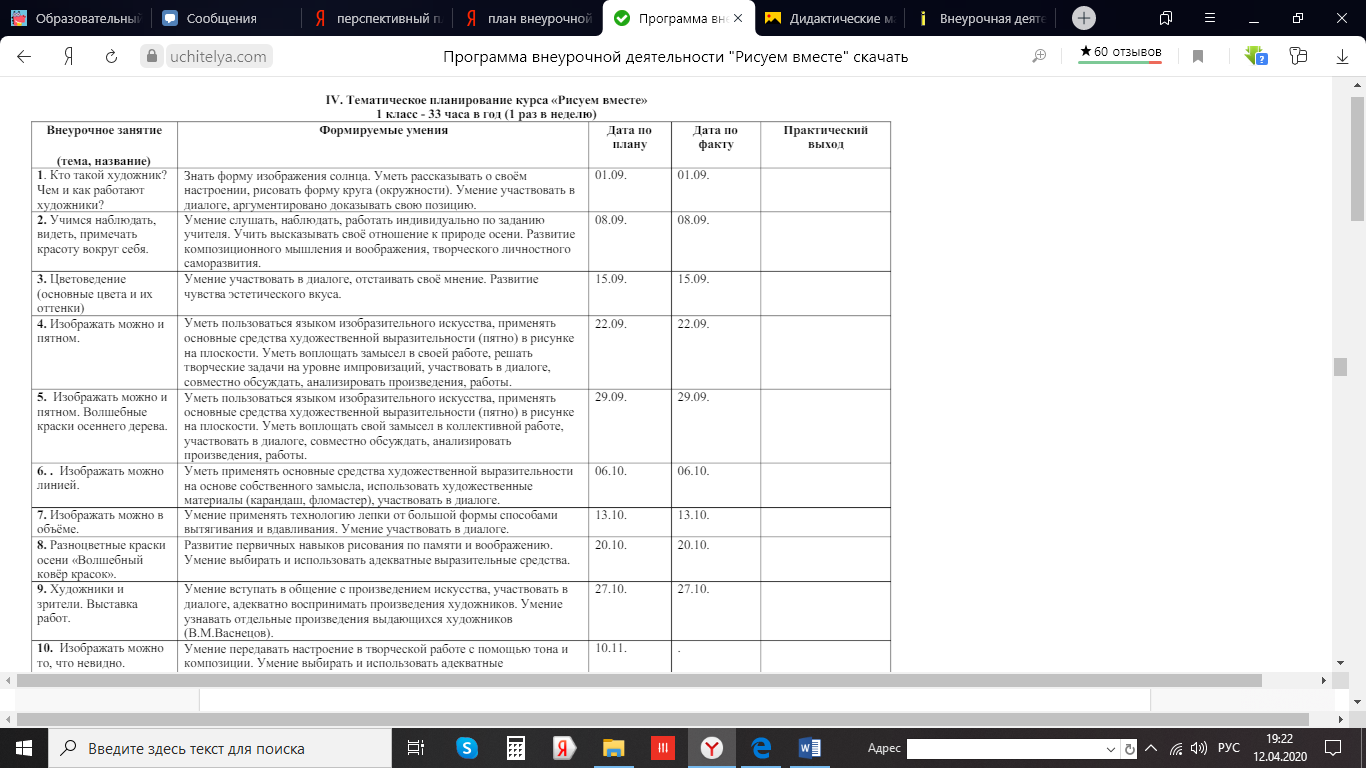 Образовательный
Сообщения
перспективный пл
план внеурочной
Программа вне
Дидактические ма
Внеурочная деяте
uchitelya.com
Программа внеурочной деятельности "Рисуем вместе" скачать
★60 отзывов
IV. Тематическое планирование курса «Рисуем вместе»
1 класс - 33 часа в год (1 раз в неделю)
Внеурочное занятие
(тема, название)
Формируемые умения
Дата по
плану
Дата по
факту
Практический
выход
1. Кто такой художник?
Чем и как работают
художники?
Знать форму изображения солнца. Уметь рассказывать о своём
настроении, рисовать форму круга (окружности). Умение участвовать в
диалоге, аргументировано доказывать свою позицию.
01.09.
01.09.
2. Учимся наблюдать,
видеть, примечать
красоту вокруг себя.
Умение слушать, наблюдать, работать индивидуально по заданию
учителя. Учить высказывать своё отношение к природе осени. Развитие
композиционного мышления и воображения, творческого личностного
саморазвития.
08.09.
08.09.
3. Цветоведение
(основные цвета и их
оттенки)
Умение участвовать в диалоге, отстаивать своё мнение. Развитие
чувства эстетического вкуса.
15.09.
15.09.
4. Изображать можно и
пятном.
Уметь пользоваться языком изобразительного искусства, применять
основные средства художественной выразительности (пятно) в рисунке
на плоскости. Уметь воплощать замысел в своей работе, решать
творческие задачи на уровне импровизаций, участвовать в диалоге,
совместно обсуждать, анализировать произведения, работы.
22.09.
22.09.
5. Изображать можно и
пятном. Волшебные
краски осеннего дерева.
Уметь пользоваться языком изобразительного искусства, применять
основные средства художественной выразительности (пятно) в рисунке
на плоскости. Уметь воплощать свой замысел в коллективной работе,
участвовать в диалоге, совместно обсуждать, анализировать
произведения, работы.
29.09.
29.09.
6. . Изображать можно
линией.
Уметь применять основные средства художественной выразительности
на основе собственного замысла, использовать художественные
материалы (карандаш, фломастер), участвовать в диалоге.
06.10.
06.10.
7. Изображать можно в
объёме.
Умение применять технологию лепки от большой формы способами
вытягивания и вдавливания. Умение участвовать в диалоге.
13.10.
13.10.
8. Разноцветные краски
осени «Волшебный
ковёр красок».
Развитие первичных навыков рисования по памяти и воображению.
Умение выбирать и использовать адекватные выразительные средства.
20.10.
20.10.
9. Художники и
зрители. Выставка
работ.
Умение вступать в общение с произведением искусства, участвовать в
диалоге, адекватно воспринимать произведения художников. Умение
узнавать отдельные произведения выдающихся художников
(В.М.Васнецов).
27.10.
27.10.
10. Изображать можно
то, что невидно.
Умение передавать настроение в творческой работе с помощью тона и
композиции. Умение выбирать и использовать адекватные
10.11.
.
Введите здесь текст для поиска
Адрес
РУС
19:22
12.04.2020